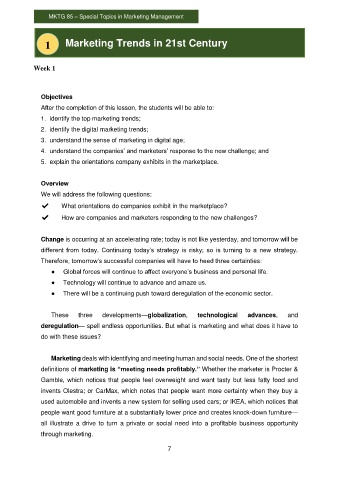 MKTG 85 – Special Topics in Marketing Management
1 Marketing Trends in 21st Century
Week 1
Objectives
After the completion of this lesson, the students will be able to:
1. identify the top marketing trends;
2. identify the digital marketing trends;
3. understand the sense of marketing in digital age;
4. understand the companies' and marketers' response to the new challenge; and
5. explain the orientations company exhibits in the marketplace.
Overview
We will address the following questions:
✔ What orientations do companies exhibit in the marketplace?
✔ How are companies and marketers responding to the new challenges?
Change is occurring at an accelerating rate; today is not like yesterday, and tomorrow will be
different from today. Continuing today's strategy is risky, so is turning to a new strategy.
Therefore, tomorrow's successful companies will have to heed three certainties:
● Global forces will continue to affect everyone's business and personal life.
● Technology will continue to advance and amaze us.
● There will be a continuing push toward deregulation of the economic sector.
These three developments—globalization, technological advances, and
deregulation— spell endless opportunities. But what is marketing and what does it have to
do with these issues?
Marketing deals with identifying and meeting human and social needs. One of the shortest
definitions of marketing is "meeting needs profitably." Whether the marketer is Procter &
Gamble, which notices that people feel overweight and want tasty but less fatty food and
invents Olestra; or CarMax, which notes that people want more certainty when they buy a
used automobile and invents a new system for selling used cars; or IKEA, which notices that
people want good furniture at a substantially lower price and creates knock-down furniture—
all illustrate a drive to turn a private or social need into a profitable business opportunity
through marketing.
7